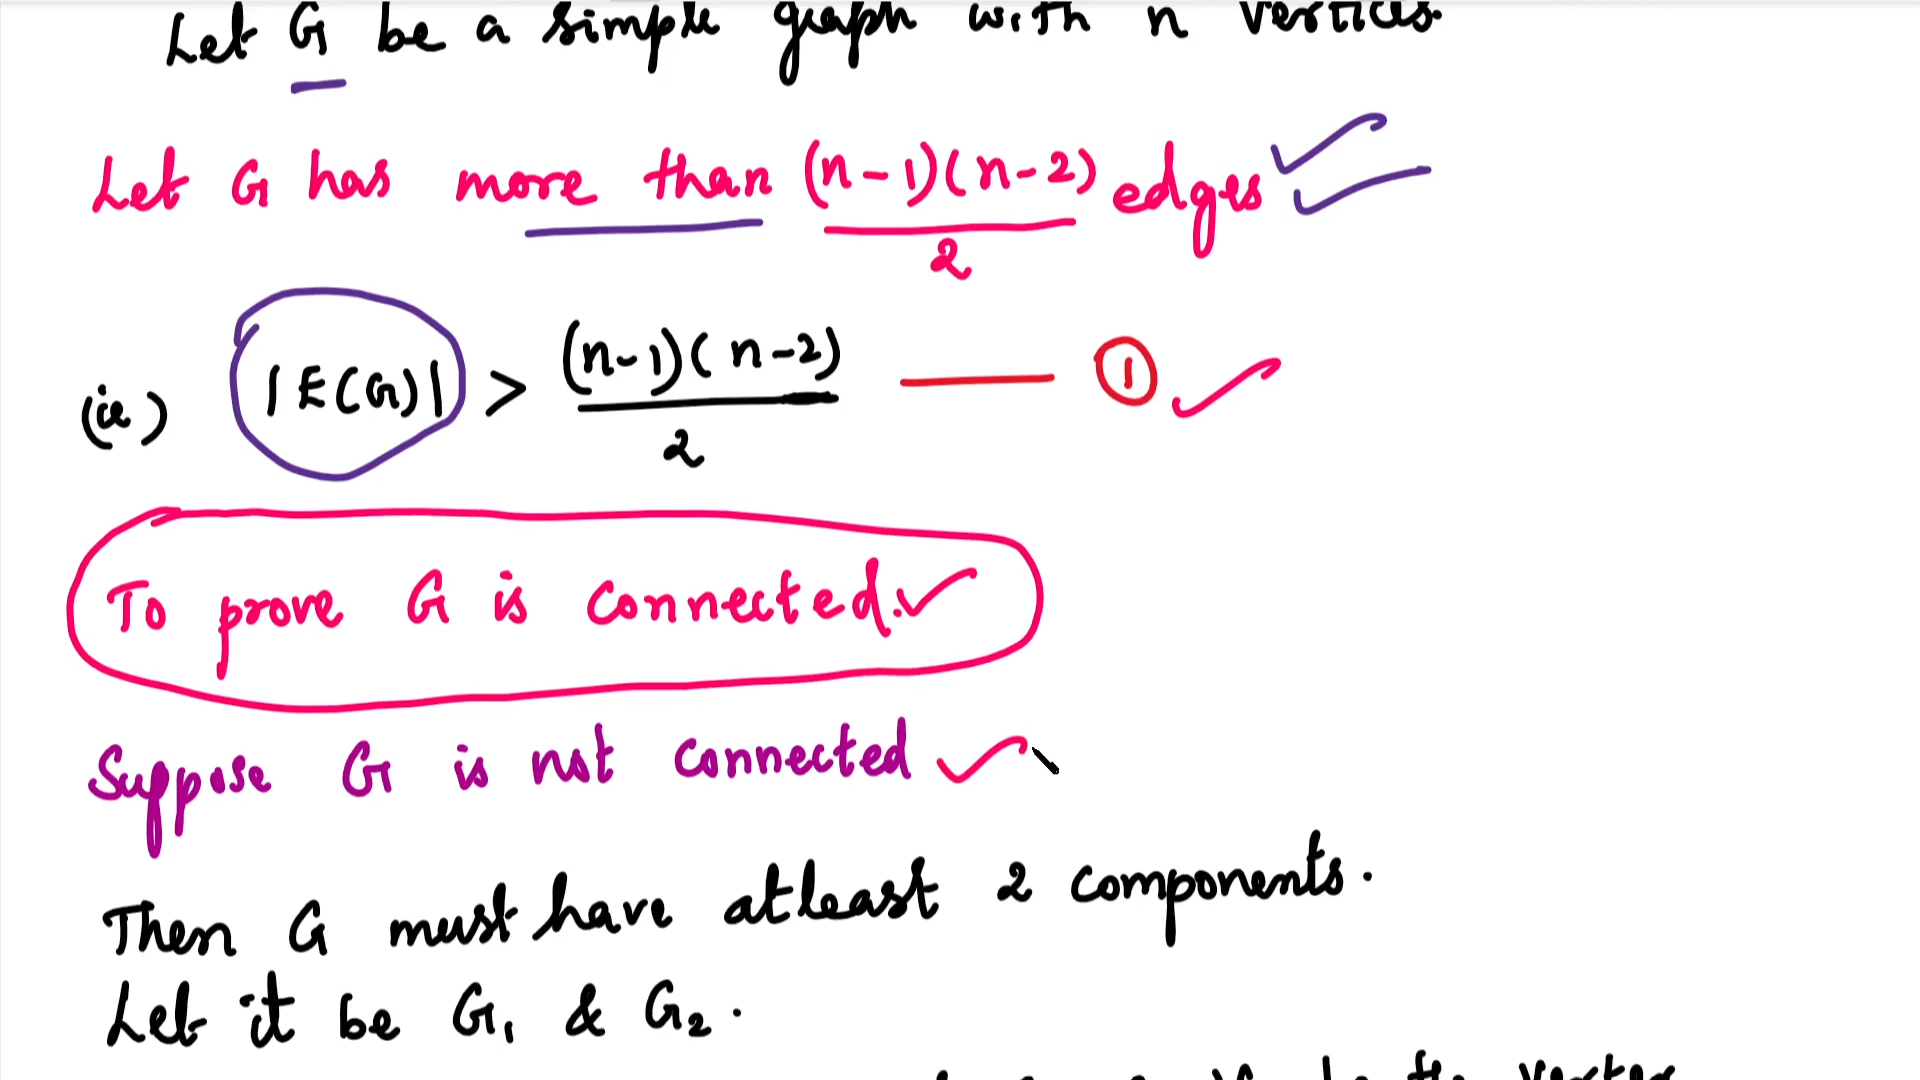 Let G be a simple graph with n vertices.
Let G has more than (n-1)(n-2)/2 edges
(ie) |E(G)| > (n-1)(n-2)/2 —— ①
To prove G is connected.
Suppose G is not connected
Then G must have atleast 2 components.
Let it be G₁ & G₂.